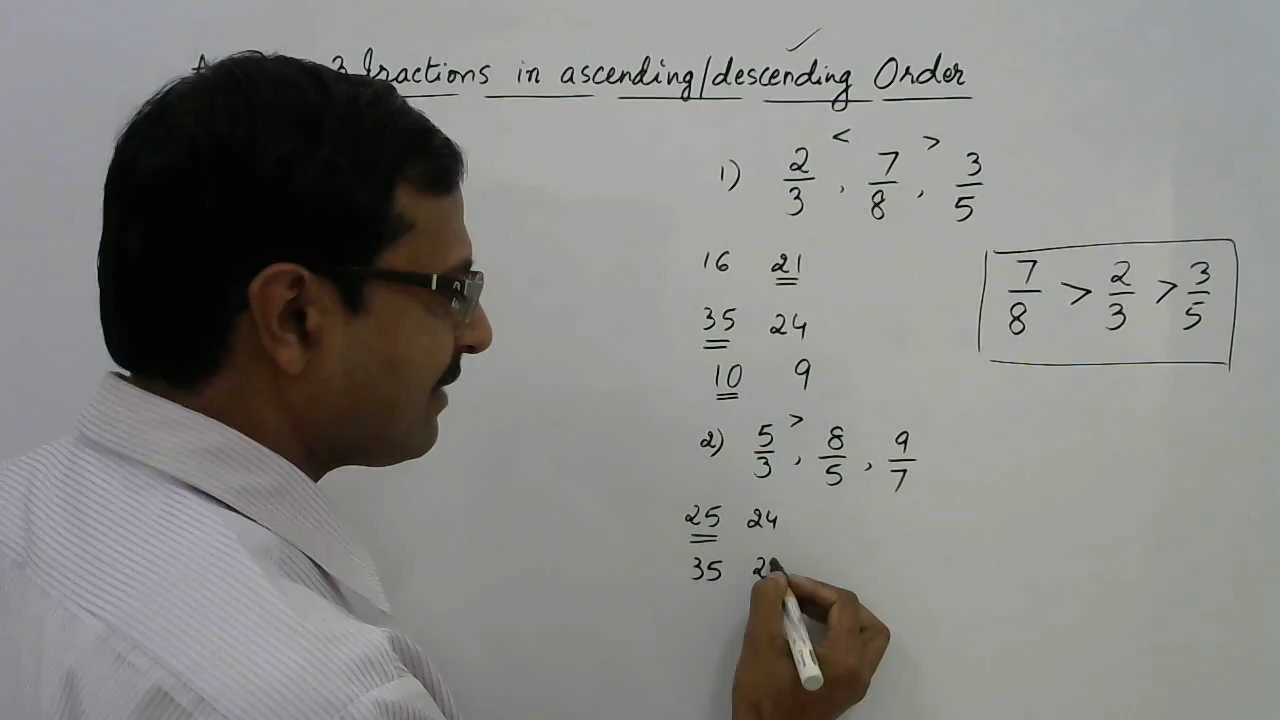 3 fractions in ascending/descending Order
✓
< >
1) 2/3 , 7/8 , 3/5
16 21
35 24
10 9
7/8 > 2/3 > 3/5
>
2) 5/3 , 8/5 , 9/7
25 24
35